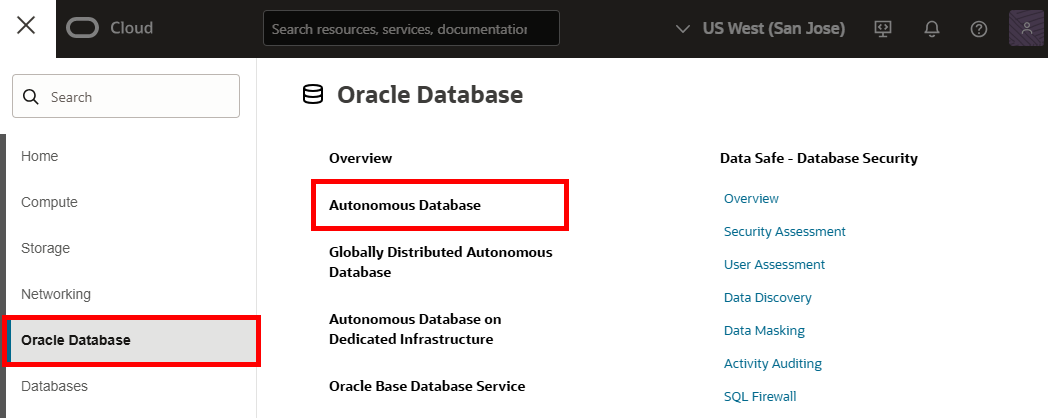 Cloud
Search resources, services, documentation
US West (San Jose)
Search
Home
Compute
Storage
Networking
Oracle Database
Databases
Oracle Database
Overview
Autonomous Database
Globally Distributed Autonomous
Database
Autonomous Database on
Dedicated Infrastructure
Oracle Base Database Service
Data Safe - Database Security
Overview
Security Assessment
User Assessment
Data Discovery
Data Masking
Activity Auditing
SQL Firewall